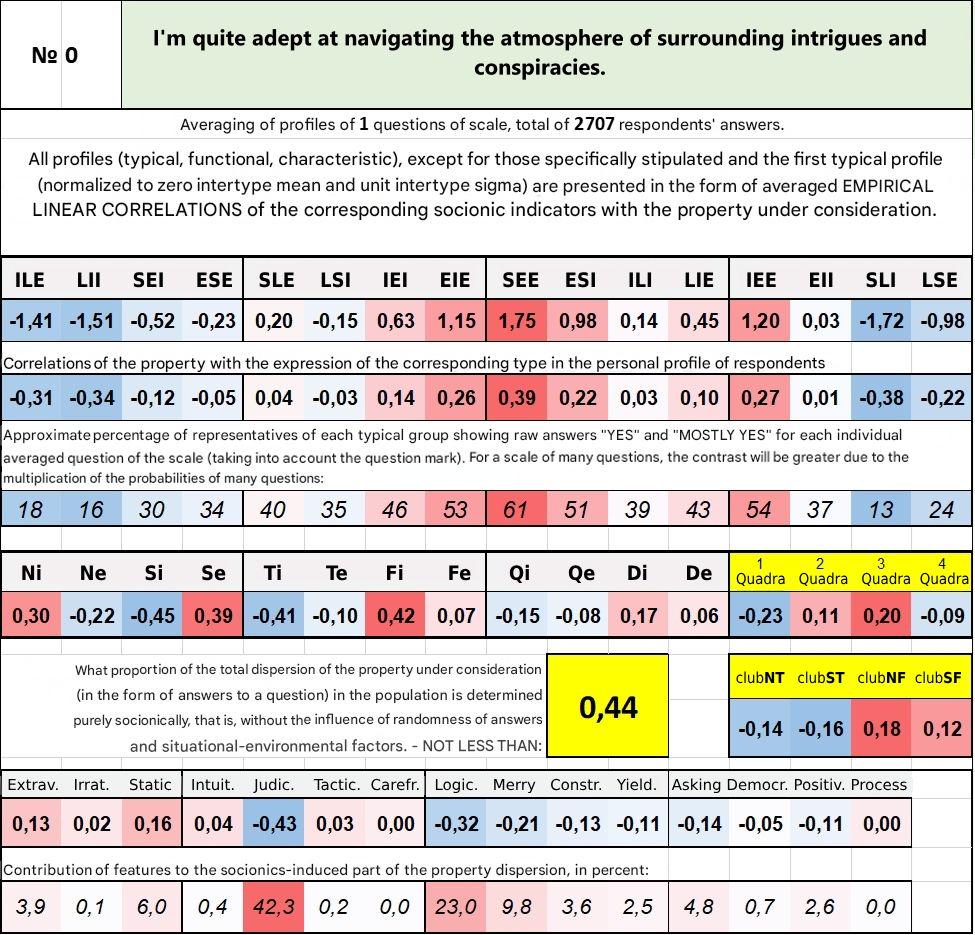 № 0
I'm quite adept at navigating the atmosphere of surrounding intrigues and
conspiracies.
Averaging of profiles of 1 questions of scale, total of 2707 respondents' answers.
All profiles (typical, functional, characteristic), except for those specifically stipulated and the first typical profile
(normalized to zero intertype mean and unit intertype sigma) are presented in the form of averaged EMPIRICAL
LINEAR CORRELATIONS of the corresponding socionic indicators with the property under consideration.
ILE LII SEI ESE SLE LSI IEI EIE SEE ESI ILI LIE IEE EII SLI LSE
-1,41 -1,51 -0,52 -0,23 0,20 -0,15 0,63 1,15 1,75 0,98 0,14 0,45 1,20 0,03 -1,72 -0,98
Correlations of the property with the expression of the corresponding type in the personal profile of respondents
-0,31 -0,34 -0,12 -0,05 0,04 -0,03 0,14 0,26 0,39 0,22 0,03 0,10 0,27 0,01 -0,38 -0,22
Approximate percentage of representatives of each typical group showing raw answers "YES" and "MOSTLY YES" for each individual
averaged question of the scale (taking into account the question mark). For a scale of many questions, the contrast will be greater due to the
multiplication of the probabilities of many questions:
18 16 30 34 40 35 46 53 61 51 39 43 54 37 13 24
Ni Ne Si Se Ti Te Fi Fe Qi Qe Di De 1 Quadra 2 Quadra 3 Quadra 4 Quadra
0,30 -0,22 -0,45 0,39 -0,41 -0,10 0,42 0,07 -0,15 -0,08 0,17 0,06 -0,23 0,11 0,20 -0,09
What proportion of the total dispersion of the property under consideration
(in the form of answers to a question) in the population is determined
purely socionically, that is, without the influence of randomness of answers
and situational-environmental factors. - NOT LESS THAN:
0,44
clubNT clubST clubNF clubSF
-0,14 -0,16 0,18 0,12
Extrav. Irrat. Static Intuit. Judic. Tactic. Carefr. Logic. Merry Constr. Yield. Asking Democr. Positiv. Process
0,13 0,02 0,16 0,04 -0,43 0,03 0,00 -0,32 -0,21 -0,13 -0,11 -0,14 -0,05 -0,11 0,00
Contribution of features to the socionics-induced part of the property dispersion, in percent:
3,9 0,1 6,0 0,4 42,3 0,2 0,0 23,0 9,8 3,6 2,5 4,8 0,7 2,6 0,0